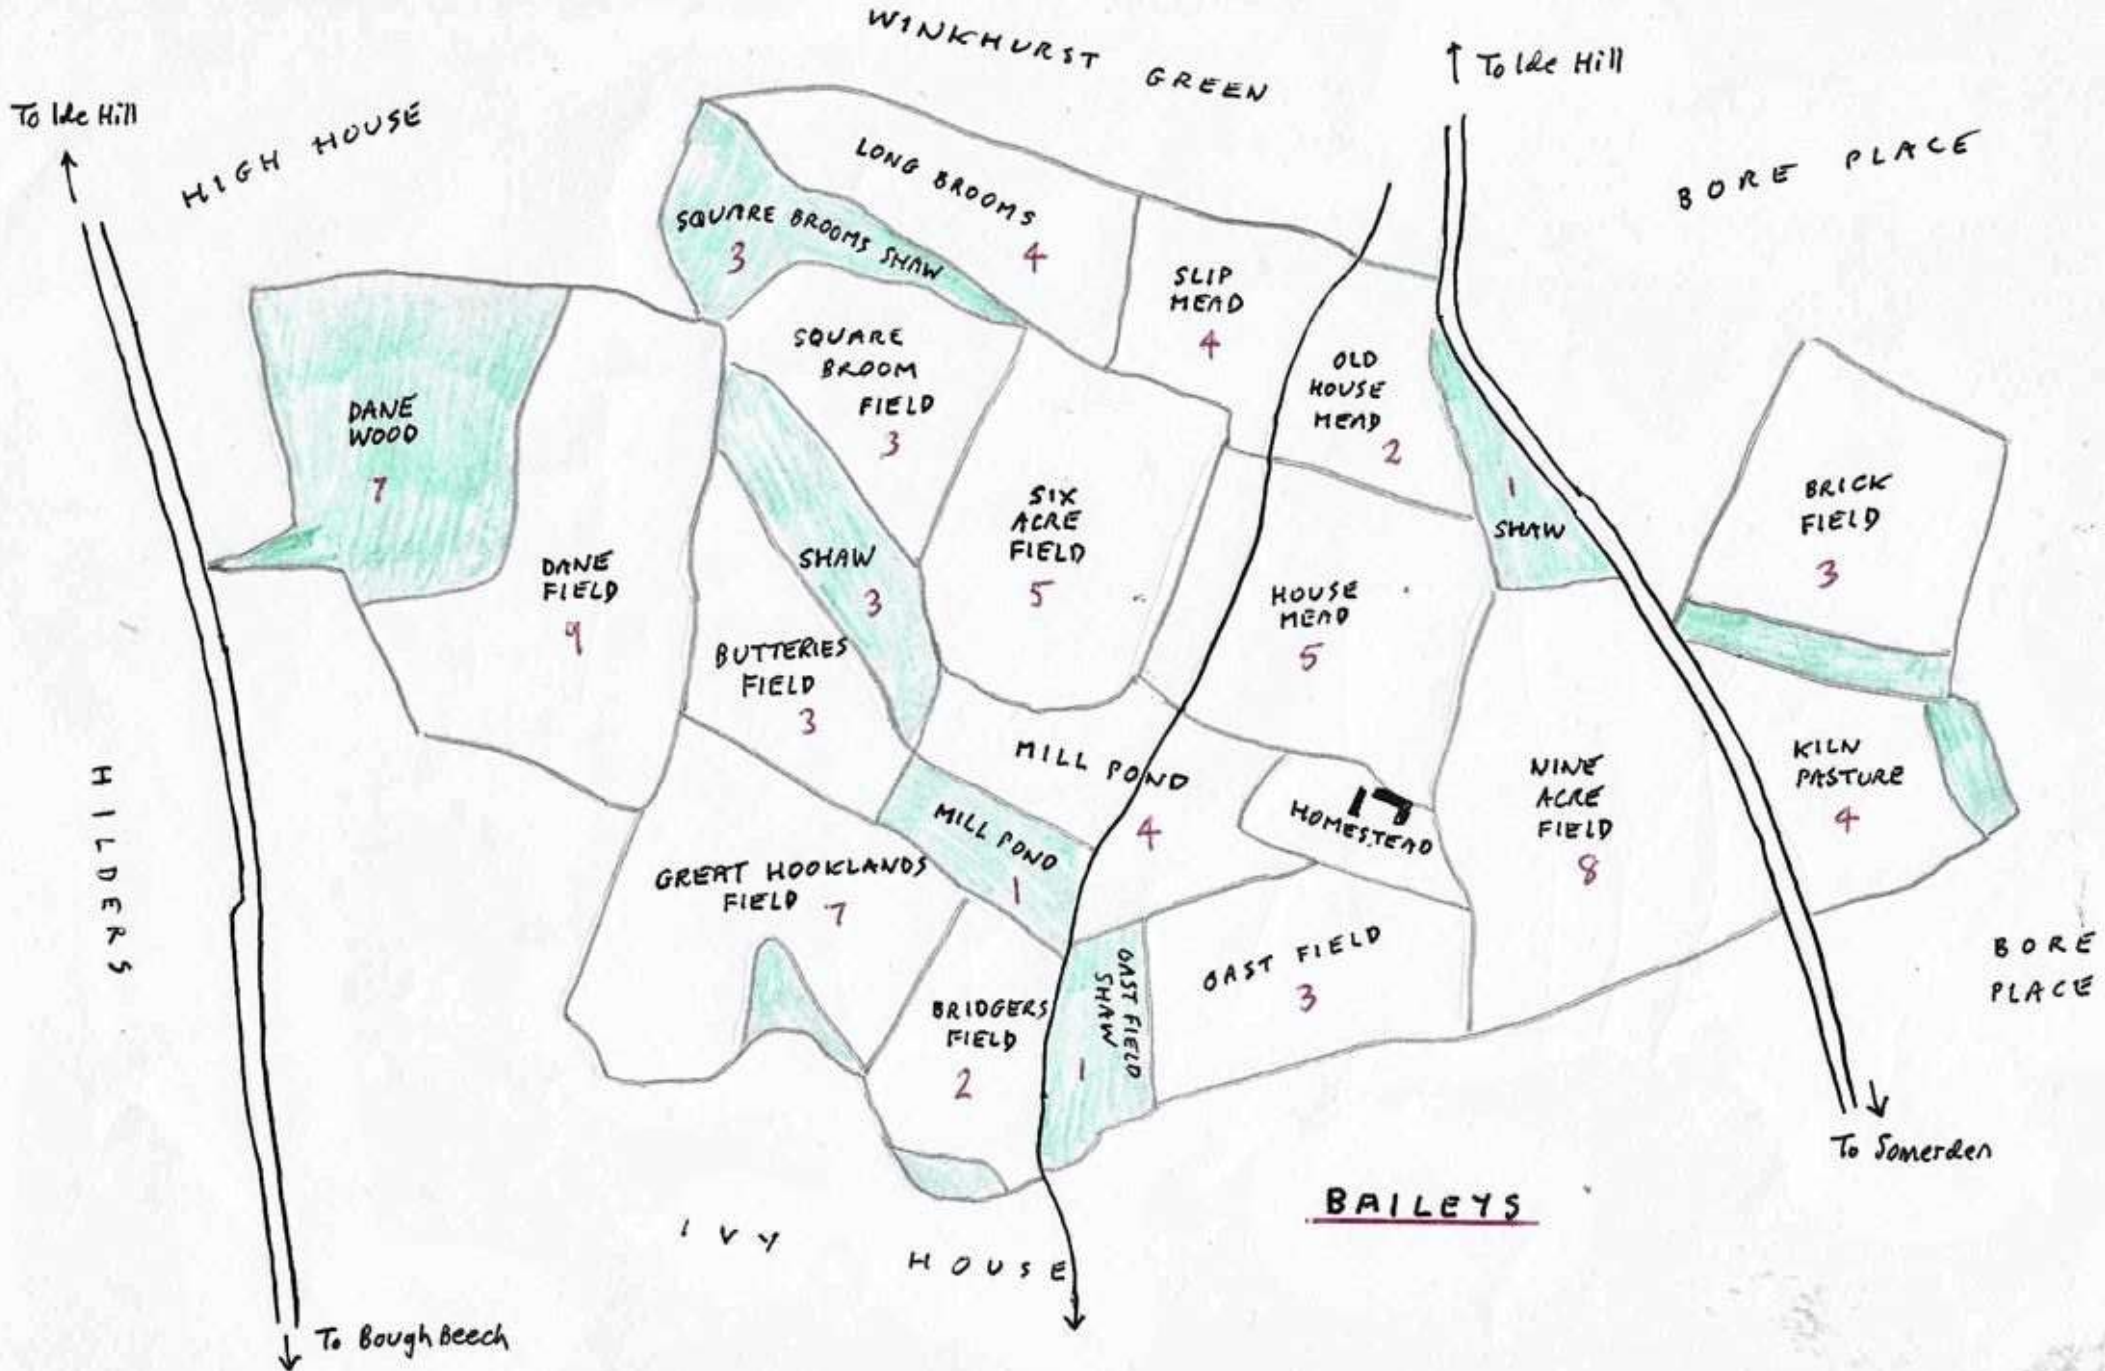 WINKHURST GREEN
To Ide Hill
To Ide Hill
HIGH HOUSE
BORE PLACE
LONG BROOMS
4
SQUARE BROOMS SHAW
3
SLIP
MEAD
4
SQUARE
BROOM
FIELD
3
OLD
HOUSE
MEAD
2
DANE
WOOD
7
1
SHAW
BRICK
FIELD
3
SIX
ACRE
FIELD
5
SHAW
3
DANE
FIELD
9
HOUSE
MEAD
5
BUTTERIES
FIELD
3
MILL POND
4
NINE
ACRE
FIELD
8
KILN
PASTURE
4
HOMESTEAD
MILL POND
1
HILDERS
GREAT HOOKLANDS
FIELD 7
OAST FIELD
3
OAST FIELD
SHAW
1
BRIDGERS
FIELD
2
BORE
PLACE
To Somerden
BAILEYS
IVY HOUSE
To Bough Beech